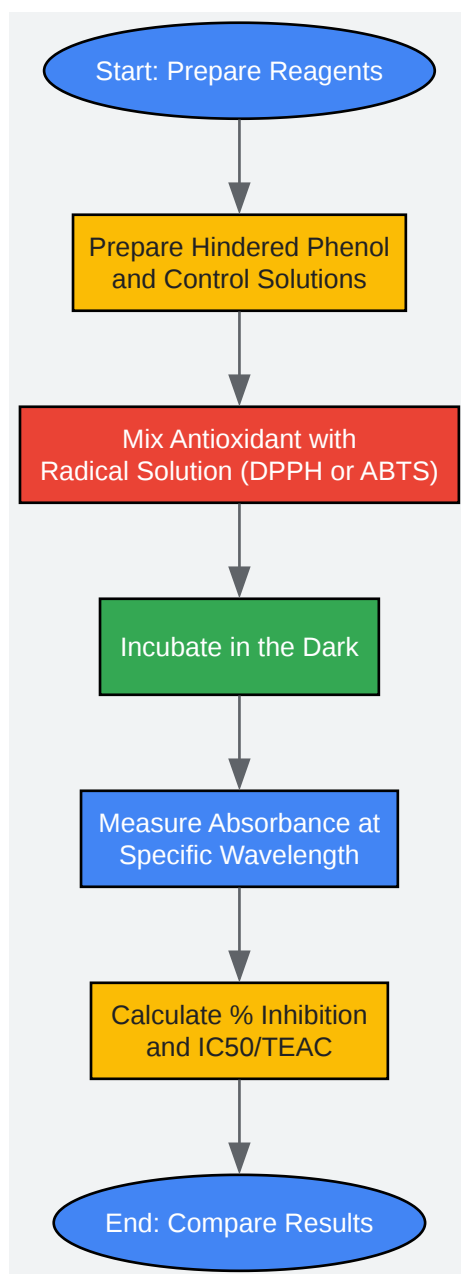 Start: Prepare Reagents
Prepare Hindered Phenol
and Control Solutions
Mix Antioxidant with
Radical Solution (DPPH or ABTS)
Incubate in the Dark
Measure Absorbance at
Specific Wavelength
Calculate % Inhibition
and IC50/TEAC
End: Compare Results